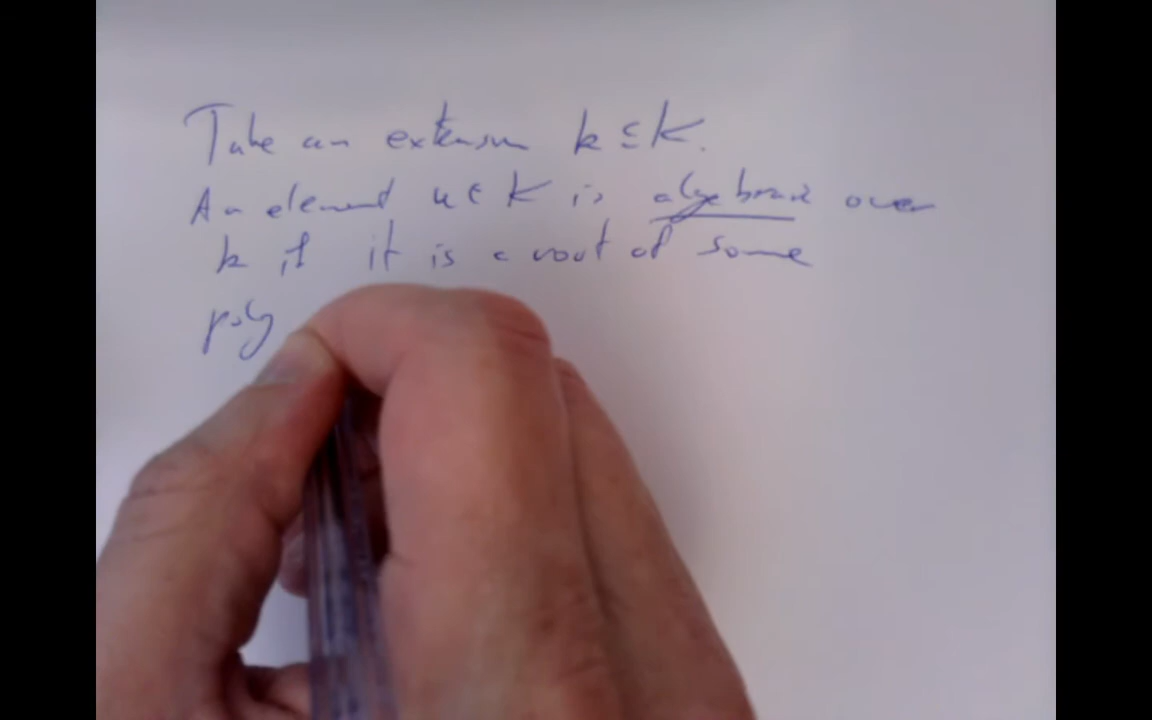 Take an extension k ⊆ K.
An element u ∈ K is algebraic over
k if it is a root of some
poly